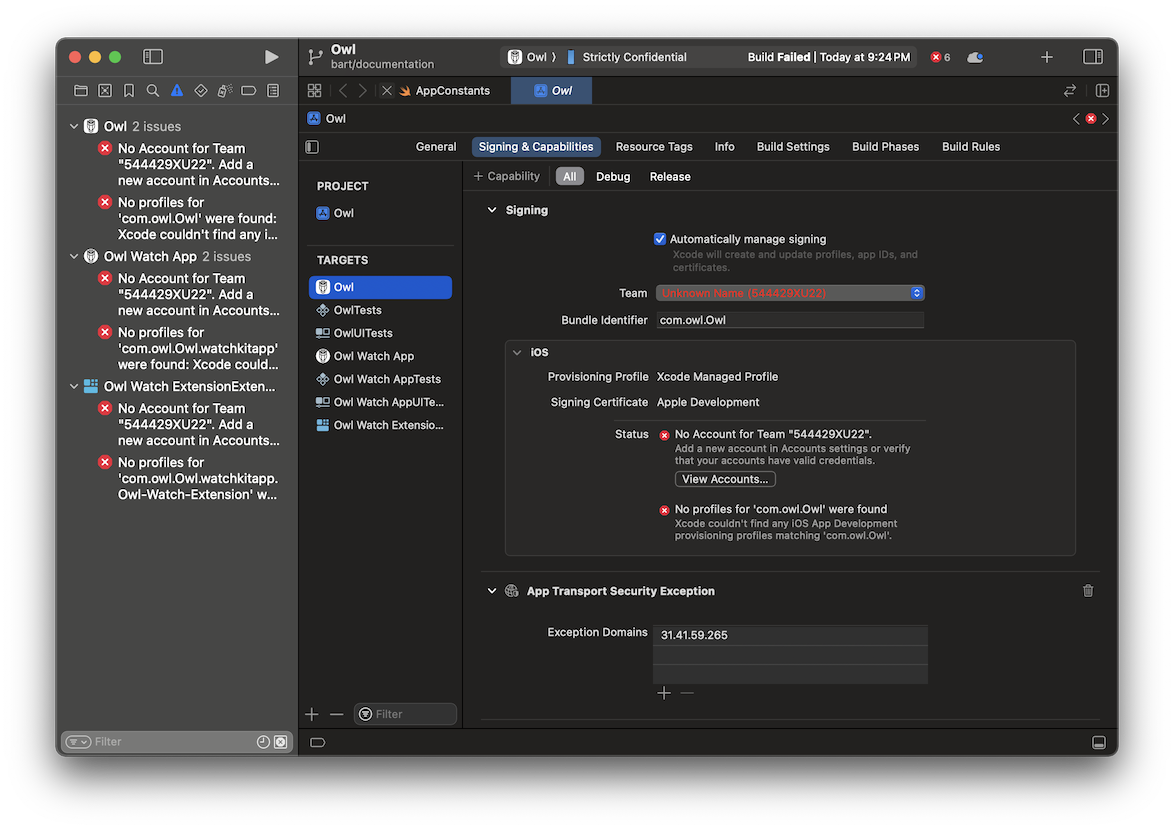 Owl
bart/documentation
Owl
Strictly Confidential
Build Failed | Today at 9:24 PM
6
AppConstants
Owl
Owl
Owl 2 issues
No Account for Team
"544429XU22". Add a
new account in Accounts...
No profiles for
'com.owl.Owl' were found:
Xcode couldn't find any i...
Owl Watch App 2 issues
No Account for Team
"544429XU22". Add a
new account in Accounts...
No profiles for
'com.owl.Owl.watchkitapp'
were found: Xcode could...
Owl Watch ExtensionExten...
No Account for Team
"544429XU22". Add a
new account in Accounts...
No profiles for
'com.owl.Owl.watchkitapp.
Owl-Watch-Extension' w...
Filter
General
Signing & Capabilities
Resource Tags
Info
Build Settings
Build Phases
Build Rules
PROJECT
Owl
TARGETS
Owl
OwlTests
OwlUITests
Owl Watch App
Owl Watch AppTests
Owl Watch AppUITe...
Owl Watch Extensio...
Filter
+ Capability
All
Debug
Release
Signing
Automatically manage signing
Xcode will create and update profiles, app IDs, and
certificates.
Team
Unknown Name (544429XU22)
Bundle Identifier
com.owl.Owl
iOS
Provisioning Profile
Xcode Managed Profile
Signing Certificate
Apple Development
Status
No Account for Team "544429XU22".
Add a new account in Accounts settings or verify
that your accounts have valid credentials.
View Accounts...
No profiles for 'com.owl.Owl' were found
Xcode couldn't find any iOS App Development
provisioning profiles matching 'com.owl.Owl'.
App Transport Security Exception
Exception Domains
31.41.59.265